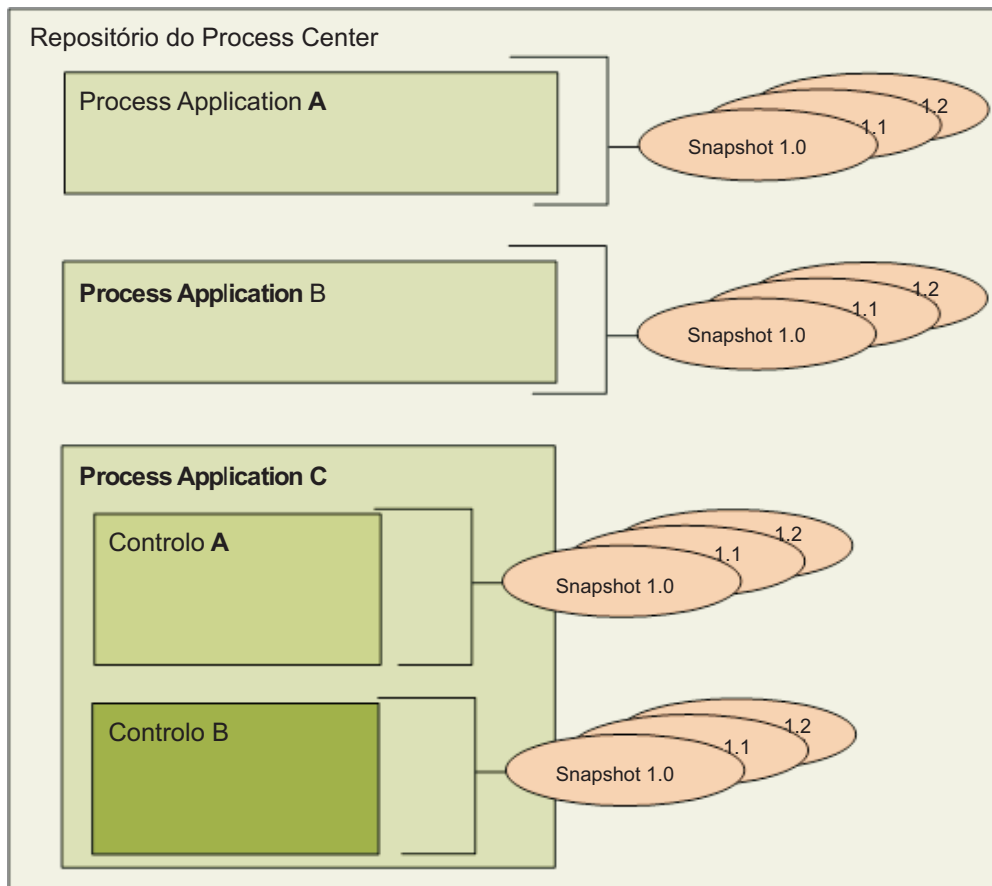 Repositório do Process Center
Process Application A
Snapshot 1.0
1.1
1.2
Process Application B
Snapshot 1.0
1.1
1.2
Process Application C
Controlo A
Snapshot 1.0
1.1
1.2
Controlo B
Snapshot 1.0
1.1
1.2